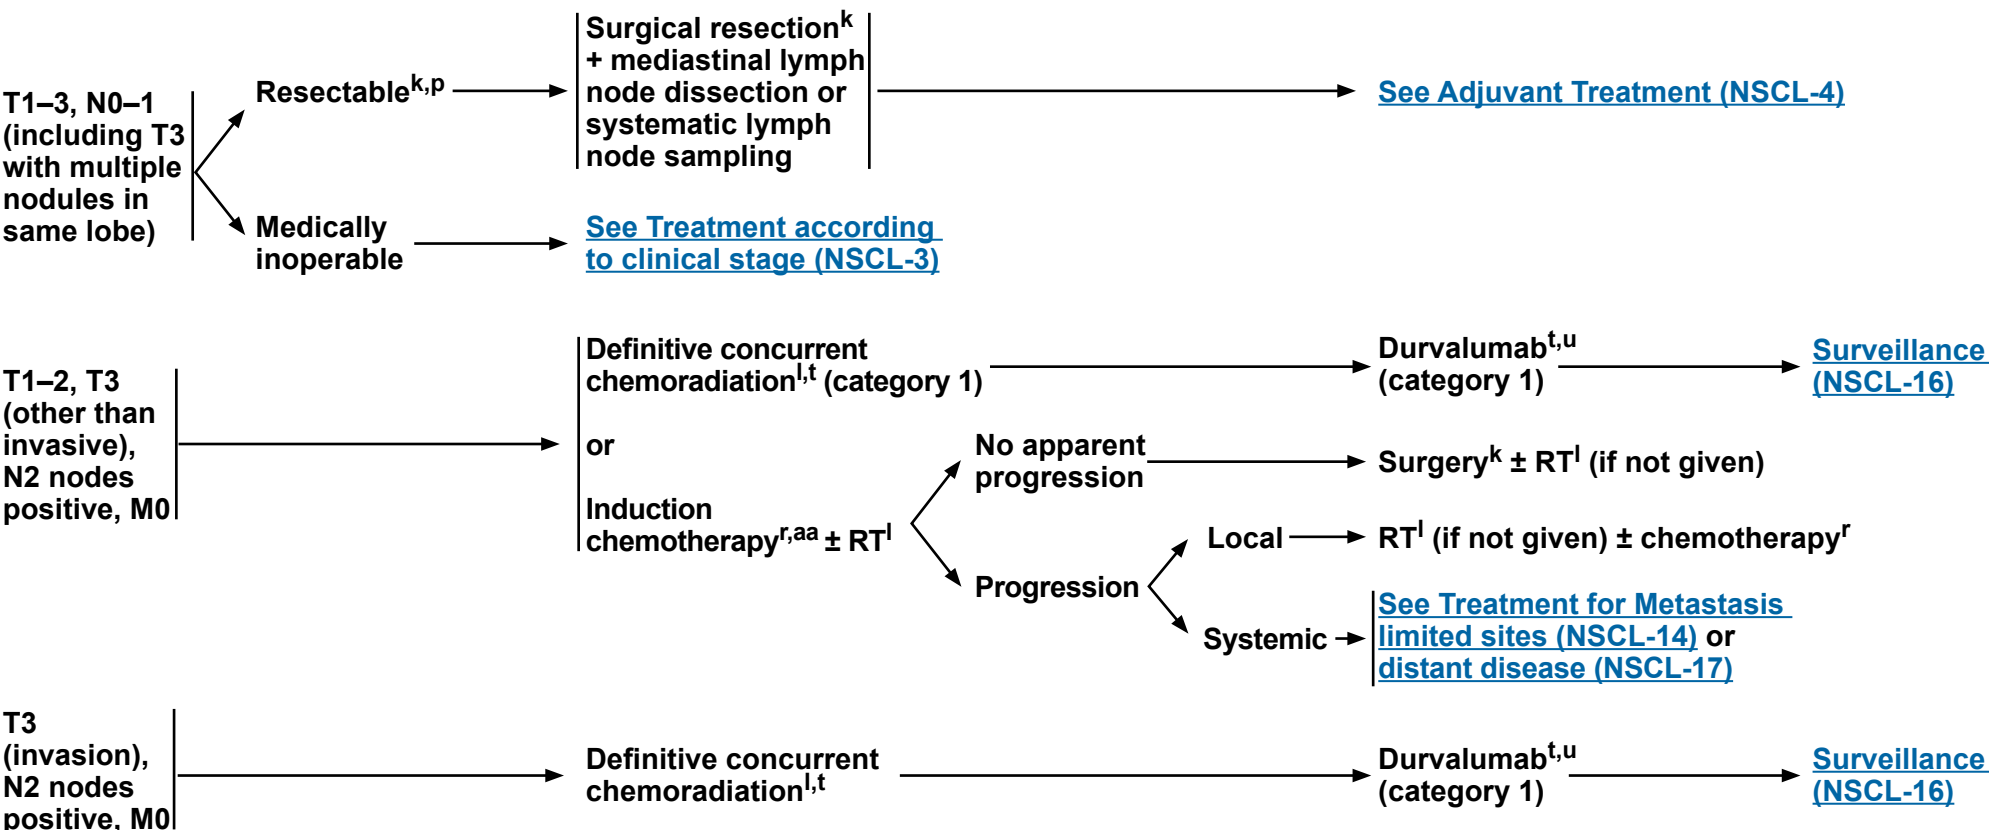 T1–3, N0–1
(including T3
with multiple
nodules in
same lobe)
Resectablek,p
Surgical resectionk
+ mediastinal lymph
node dissection or
systematic lymph
node sampling
See Adjuvant Treatment (NSCL-4)
Medically
inoperable
See Treatment according
to clinical stage (NSCL-3)
T1–2, T3
(other than
invasive),
N2 nodes
positive, M0
Definitive concurrent
chemoradiationl,t (category 1)
Durvalumabt,u
(category 1)
Surveillance
(NSCL-16)
or
Induction
chemotherapyr,aa ± RTl
No apparent
progression
Surgeryk ± RTl (if not given)
Progression
Local
RTl (if not given) ± chemotherapyr
Systemic
See Treatment for Metastasis
limited sites (NSCL-14) or
distant disease (NSCL-17)
T3
(invasion),
N2 nodes
positive, M0
Definitive concurrent
chemoradiationl,t
Durvalumabt,u
(category 1)
Surveillance
(NSCL-16)